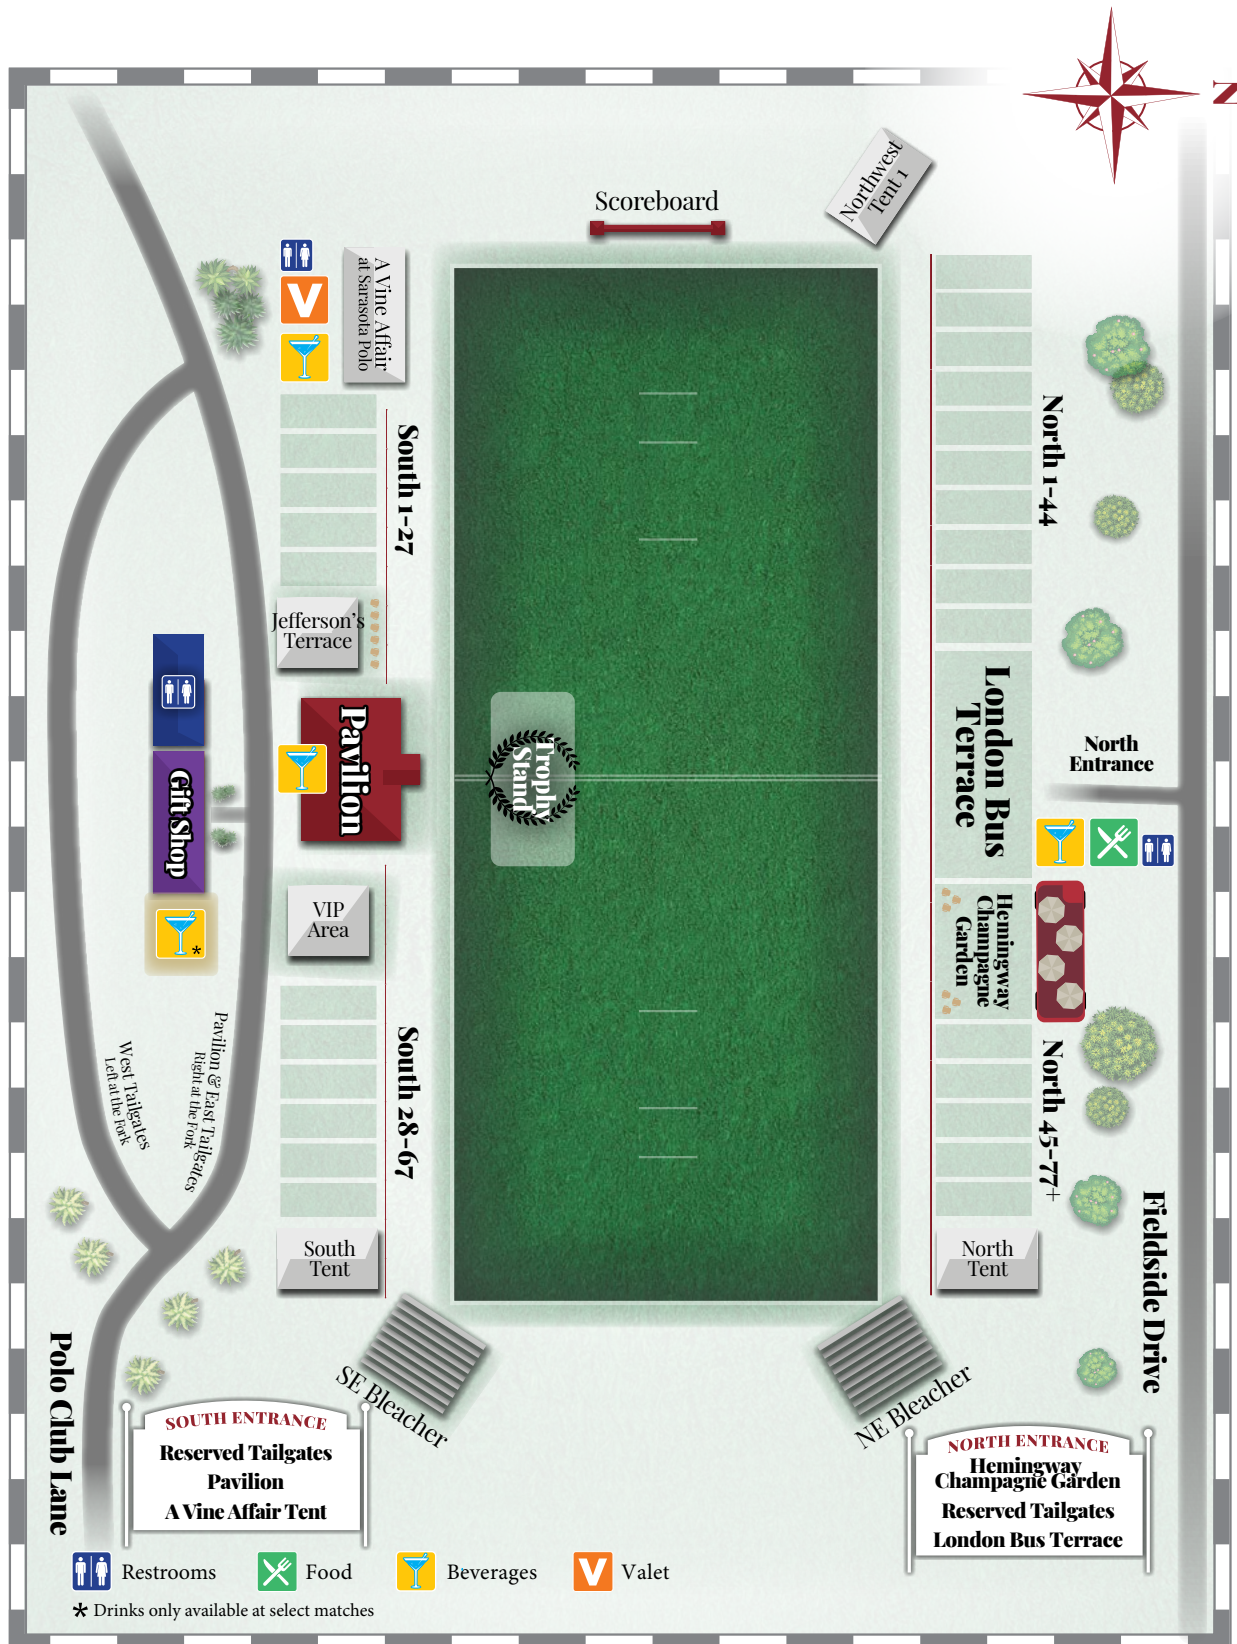 N
Northwest
Tent 1
Scoreboard
A Vine Affair
at Sarasota Polo
V
South 1-27
North 1-44
Jefferson's
Terrace
Pavilion
Trophy
Stand
London Bus
Terrace
North
Entrance
Gift Shop
*
VIP
Area
Hemingway
Champagne
Garden
Pavilion & East Tailgates
Right at the Fork
West Tailgates
Left at the Fork
South 28-67
North 45-77+
South
Tent
North
Tent
Fieldside Drive
Polo Club Lane
SE Bleacher
NE Bleacher
SOUTH ENTRANCE
Reserved Tailgates
Pavilion
A Vine Affair Tent
NORTH ENTRANCE
Hemingway
Champagne Garden
Reserved Tailgates
London Bus Terrace
Restrooms
Food
Beverages
V Valet
* Drinks only available at select matches